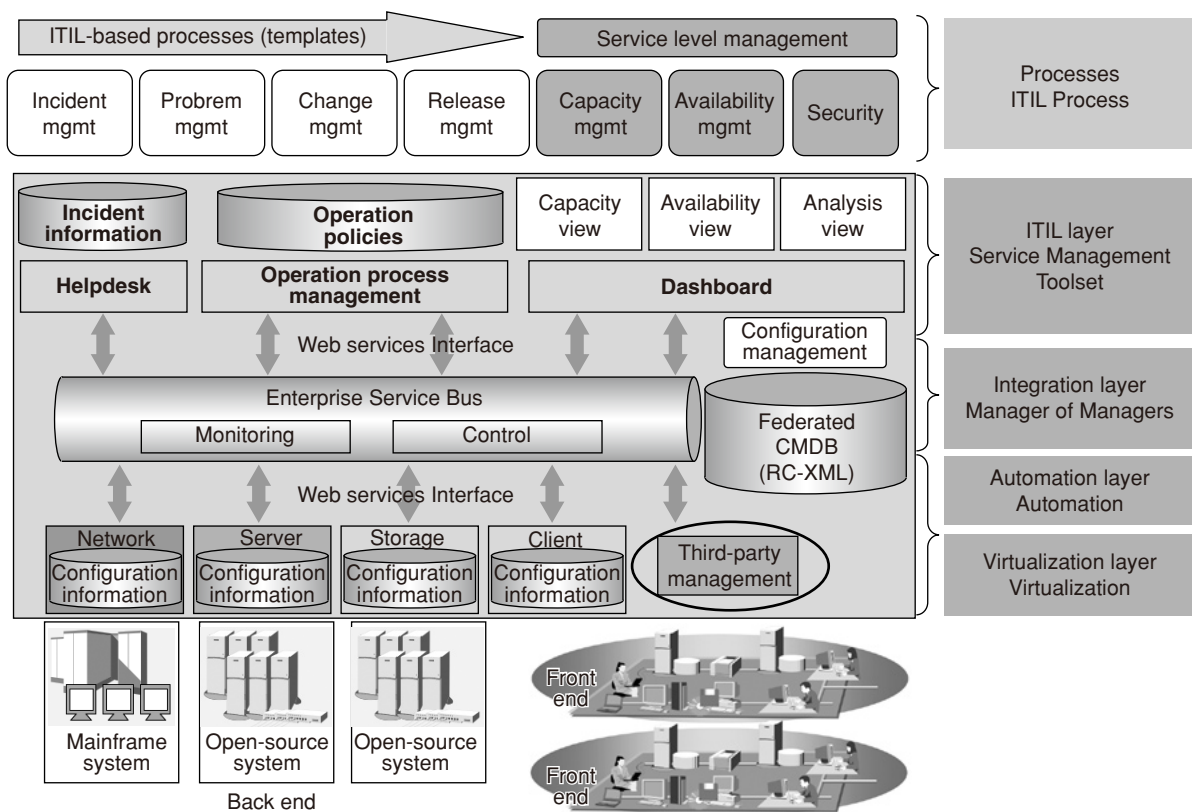 ITIL-based processes (templates)
Service level management
Incident
mgmt
Probrem
mgmt
Change
mgmt
Release
mgmt
Capacity
mgmt
Availability
mgmt
Security
Processes
ITIL Process
Incident
information
Operation
policies
Capacity
view
Availability
view
Analysis
view
Helpdesk
Operation process
management
Dashboard
ITIL layer
Service Management
Toolset
Web services Interface
Configuration
management
Enterprise Service Bus
Monitoring
Control
Federated
CMDB
(RC-XML)
Integration layer
Manager of Managers
Web services Interface
Automation layer
Automation
Network
Configuration
information
Server
Configuration
information
Storage
Configuration
information
Client
Configuration
information
Third-party
management
Virtualization layer
Virtualization
Mainframe
system
Open-source
system
Open-source
system
Back end
Front
end
Front
end